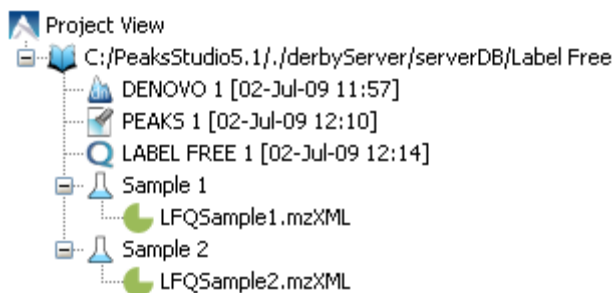 Project View
C:/PeaksStudio5.1/./derbyServer/serverDB/Label Free
DENOVO 1 [02-Jul-09 11:57]
PEAKS 1 [02-Jul-09 12:10]
LABEL FREE 1 [02-Jul-09 12:14]
Sample 1
LFQSample1.mzXML
Sample 2
LFQSample2.mzXML